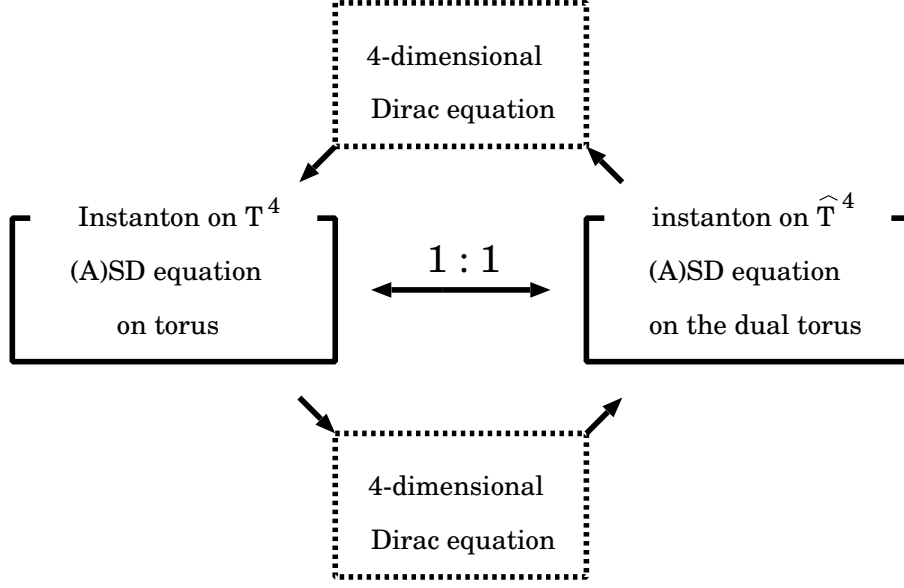 4-dimensional
Dirac equation
Instanton on T⁴
(A)SD equation
on torus
1 : 1
instanton on T̂⁴
(A)SD equation
on the dual torus
4-dimensional
Dirac equation